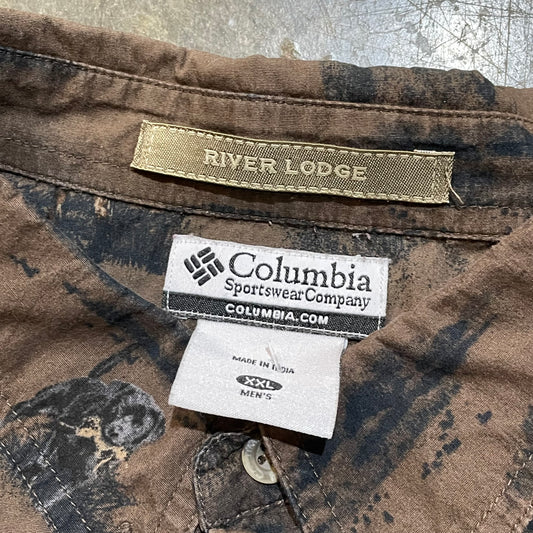 RIVER LODGE
Columbia
Sportswear Company
COLUMBIA.COM
MADE IN INDIA
XXL
MEN'S